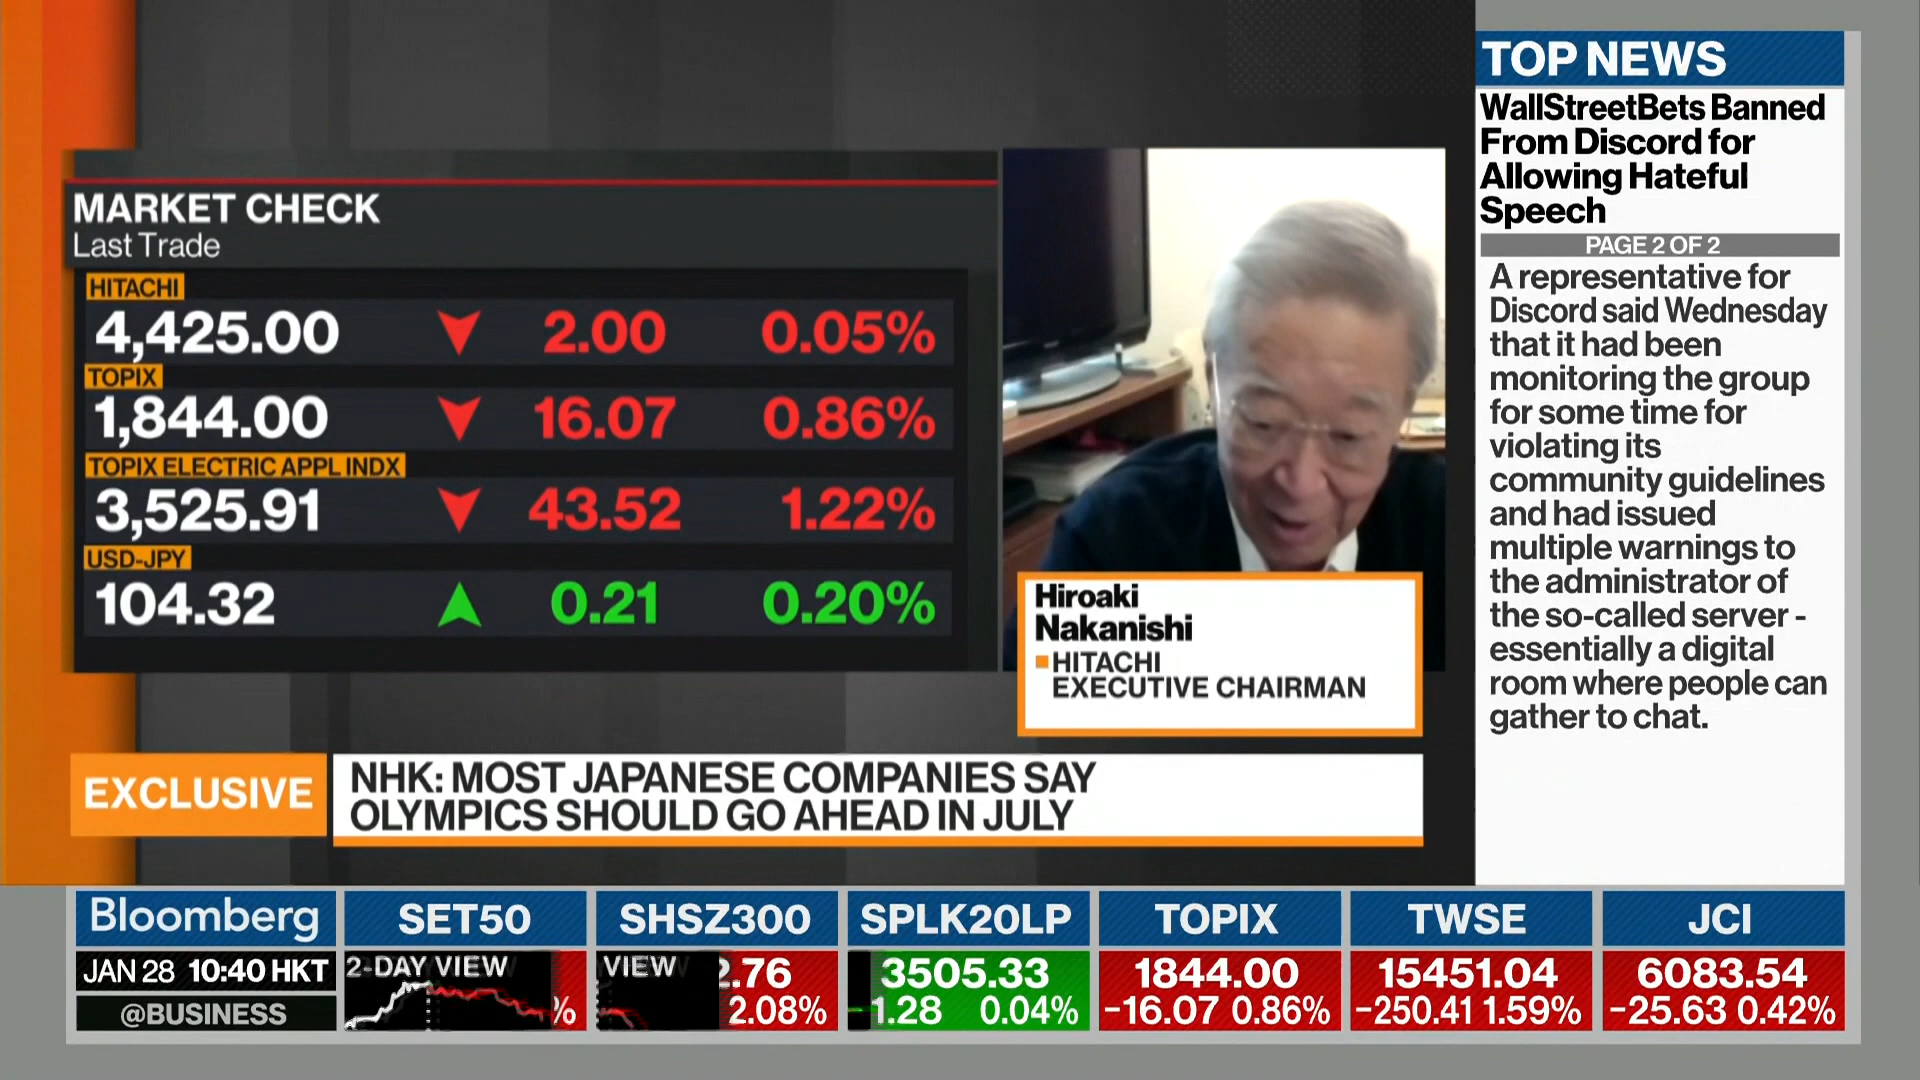 MARKET CHECK
Last Trade
HITACHI
4,425.00 2.00 0.05%
TOPIX
1,844.00 16.07 0.86%
TOPIX ELECTRIC APPL INDX
3,525.91 43.52 1.22%
USD-JPY
104.32 0.21 0.20%
Hiroaki
Nakanishi
HITACHI
EXECUTIVE CHAIRMAN
EXCLUSIVE
NHK: MOST JAPANESE COMPANIES SAY
OLYMPICS SHOULD GO AHEAD IN JULY
TOP NEWS
WallStreetBets Banned
From Discord for
Allowing Hateful
Speech
PAGE 2 OF 2
A representative for
Discord said Wednesday
that it had been
monitoring the group
for some time for
violating its
community guidelines
and had issued
multiple warnings to
the administrator of
the so-called server -
essentially a digital
room where people can
gather to chat.
Bloomberg
JAN 28 10:40 HKT
@BUSINESS
SET50
2-DAY VIEW
%
SHSZ300
VIEW 2.76
2.08%
SPLK20LP
3505.33
1.28 0.04%
TOPIX
1844.00
-16.07 0.86%
TWSE
15451.04
-250.41 1.59%
JCI
6083.54
-25.63 0.42%